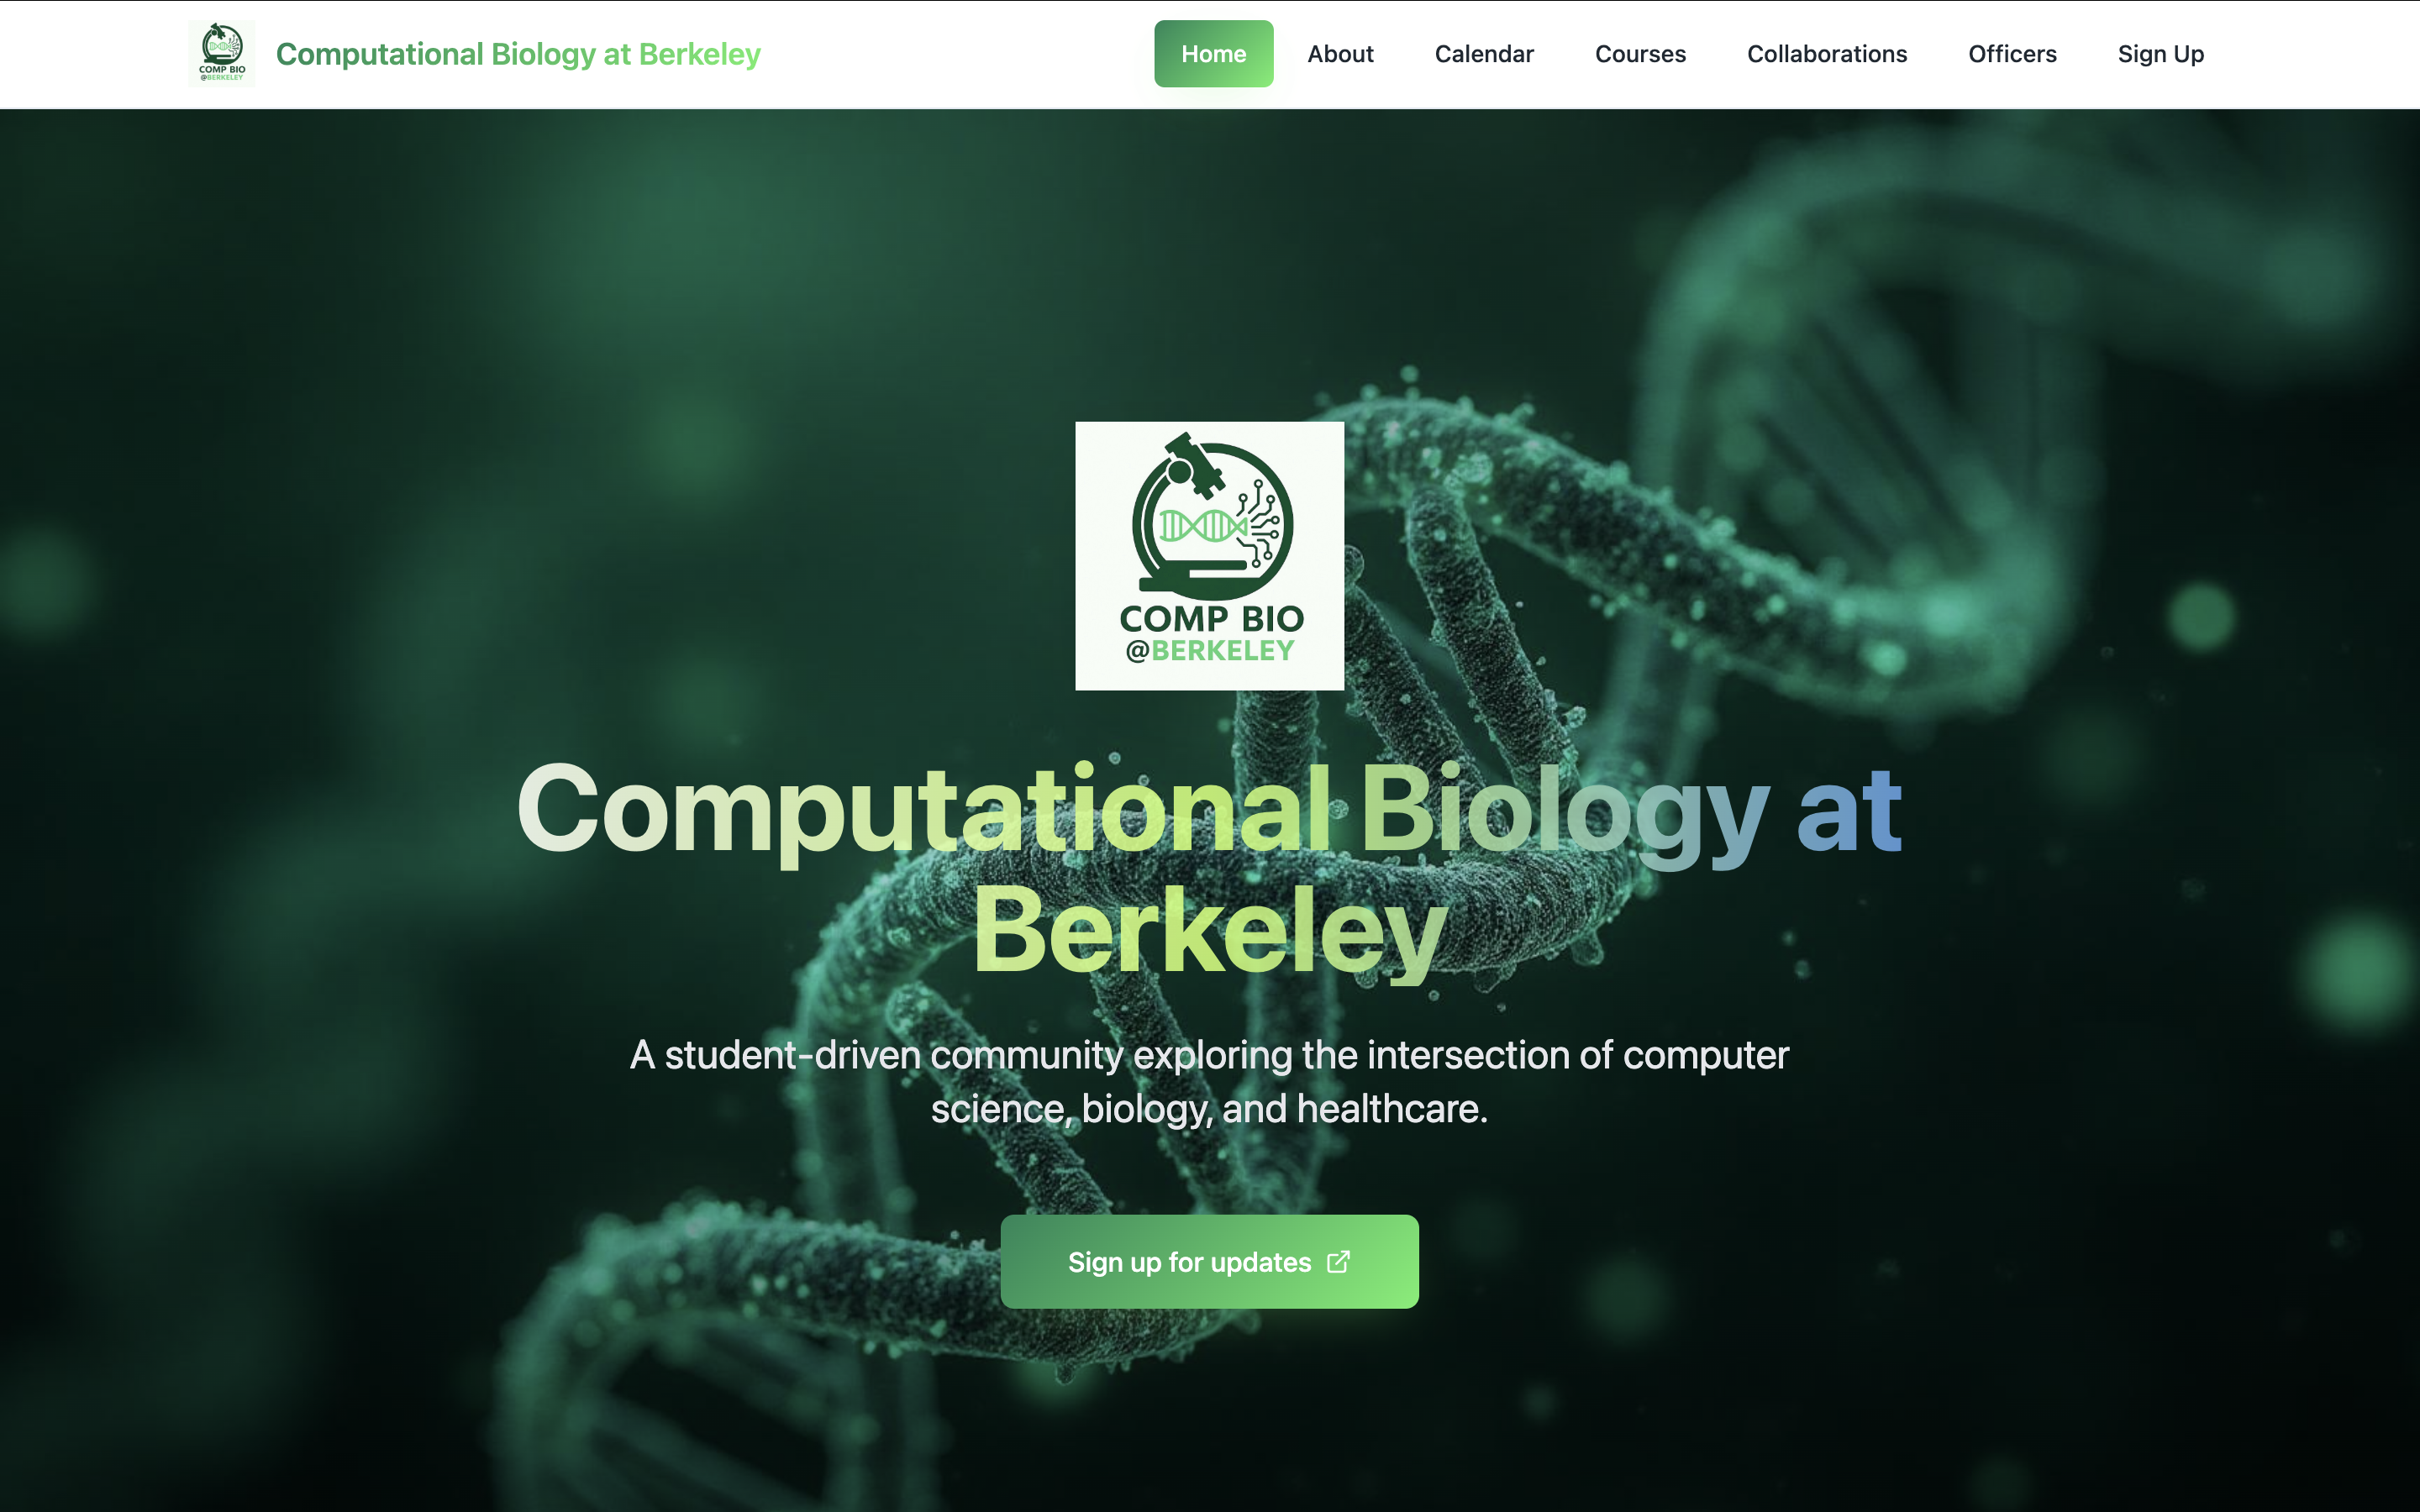 COMP BIO
@BERKELEY
Computational Biology at Berkeley
Home
About
Calendar
Courses
Collaborations
Officers
Sign Up
COMP BIO
@BERKELEY
Computational Biology at
Berkeley
A student-driven community exploring the intersection of computer
science, biology, and healthcare.
Sign up for updates